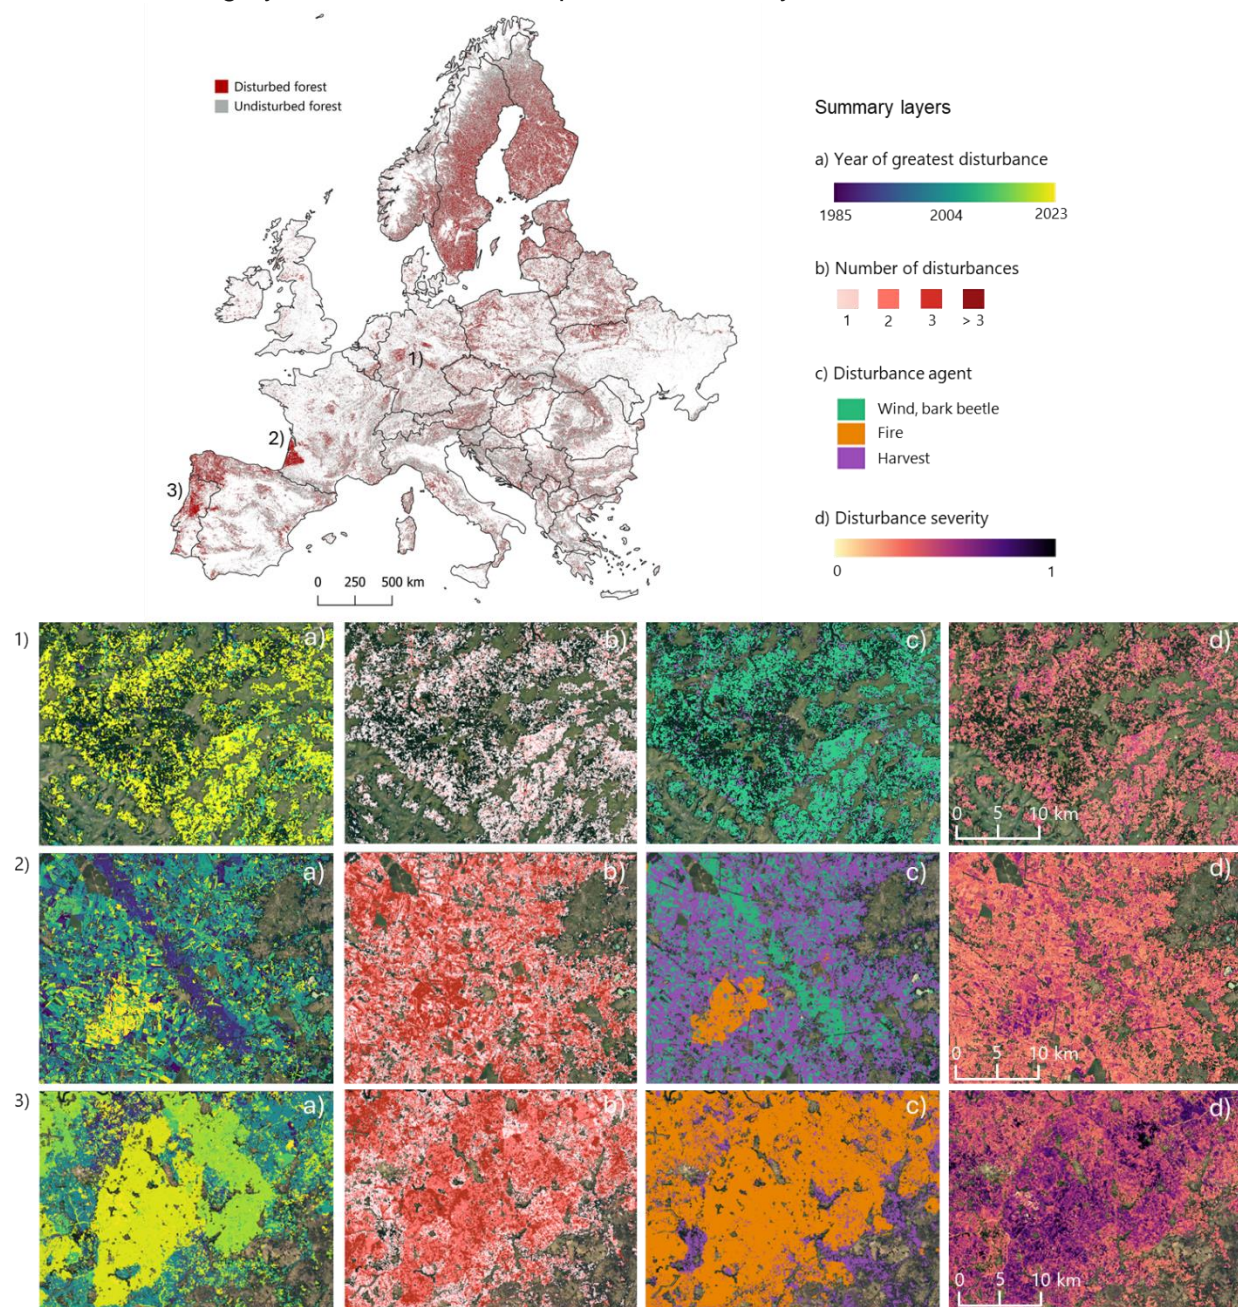 Disturbed forest
Undisturbed forest
Summary layers
a) Year of greatest disturbance
1985 2004 2023
b) Number of disturbances
1 2 3 > 3
c) Disturbance agent
Wind, bark beetle
Fire
Harvest
d) Disturbance severity
0 1
1)
2)
3)
0 250 500 km
1) a) b) c) d)
0 5 10 km
2) a) b) c) d)
0 5 10 km
3) a) b) c) d)
0 5 10 km